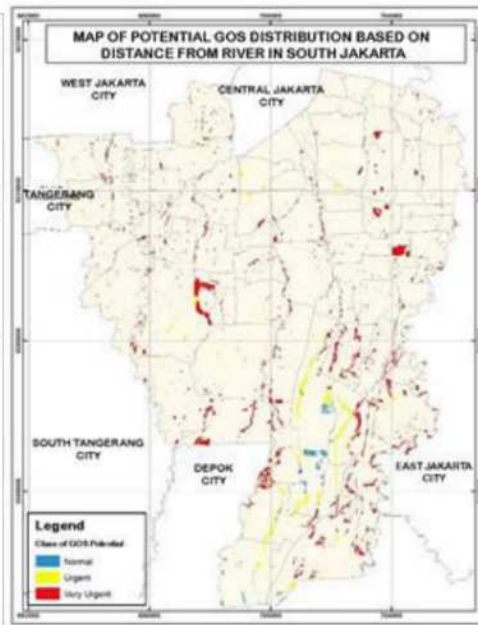 MAP OF POTENTIAL GOS DISTRIBUTION BASED ON
DISTANCE FROM RIVER IN SOUTH JAKARTA
WEST JAKARTA
CITY
CENTRAL JAKARTA
CITY
TANGERANG
CITY
SOUTH TANGERANG
CITY
DEPOK
CITY
EAST JAKARTA
CITY
Legend
Class of GOS Potential
Normal
Urgent
Very Urgent